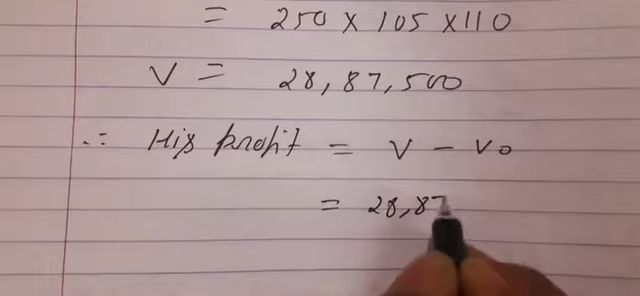 = 250 x 105 x 110
V = 28,87,500
∴ His profit = V - V0
= 28,87